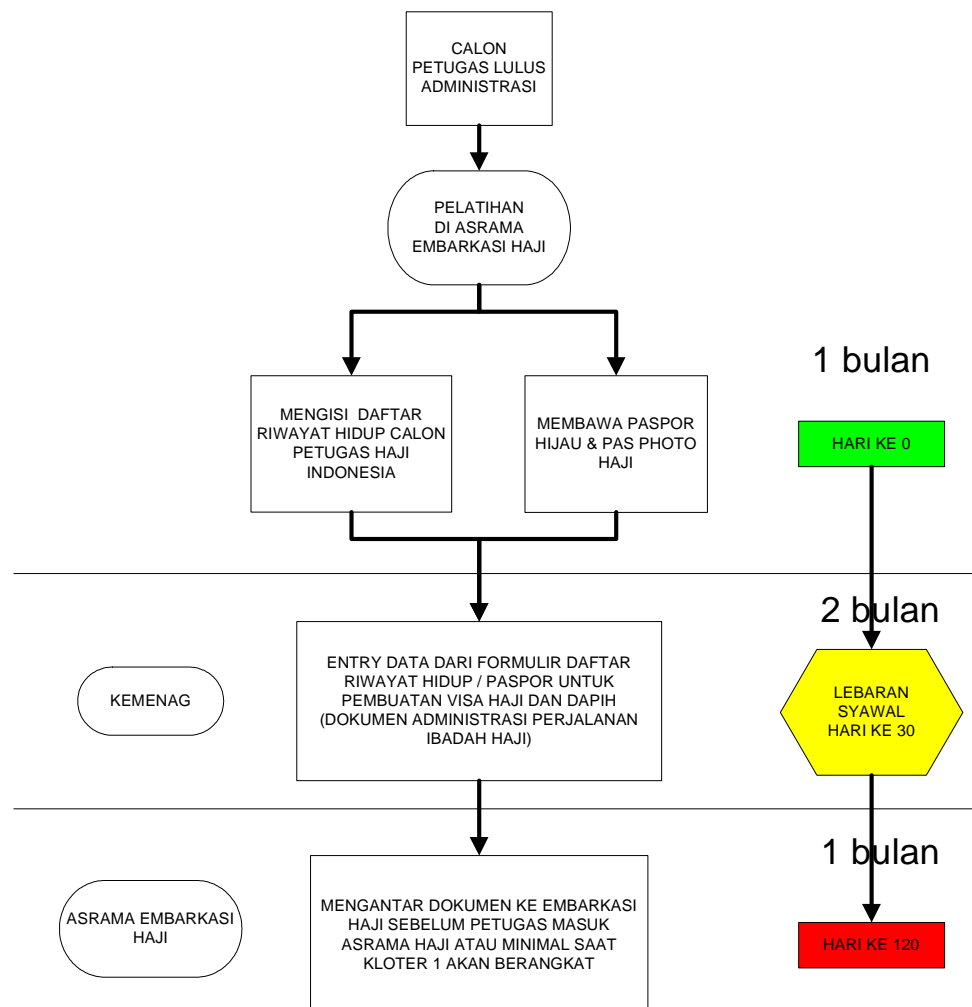 CALON
PETUGAS LULUS
ADMINISTRASI
PELATIHAN
DI ASRAMA
EMBARKASI HAJI
1 bulan
MENGISI DAFTAR
RIWAYAT HIDUP CALON
PETUGAS HAJI
INDONESIA
MEMBAWA PASPOR
HIJAU & PAS PHOTO
HAJI
HARI KE 0
2 bulan
KEMENAG
ENTRY DATA DARI FORMULIR DAFTAR
RIWAYAT HIDUP / PASPOR UNTUK
PEMBUATAN VISA HAJI DAN DAPIH
(DOKUMEN ADMINISTRASI PERJALANAN
IBADAH HAJI)
LEBARAN
SYAWAL
HARI KE 30
1 bulan
ASRAMA EMBARKASI
HAJI
MENGANTAR DOKUMEN KE EMBARKASI
HAJI SEBELUM PETUGAS MASUK
ASRAMA HAJI ATAU MINIMAL SAAT
KLOTER 1 AKAN BERANGKAT
HARI KE 120